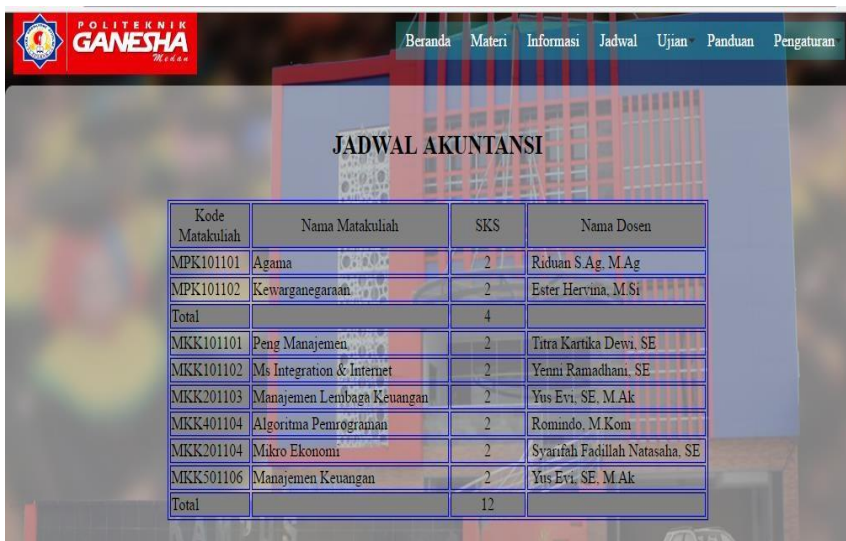 POLITEKNIK
GANESHA
Medan
Beranda Materi Informasi Jadwal Ujian Panduan Pengaturan
JADWAL AKUNTANSI
Kode Matakuliah Nama Matakuliah SKS Nama Dosen
MPK101101 Agama 2 Riduan S.Ag, M.Ag
MPK101102 Kewarganegaraan 2 Ester Hervina, M.Si
Total 4
MKK101101 Peng Manajemen 2 Titra Kartika Dewi, SE
MKK101102 Ms Integration & Internet 2 Yenni Ramadhani, SE
MKK201103 Manajemen Lembaga Keuangan 2 Yus Evi, SE, M.Ak
MKK401104 Algoritma Pemrograman 2 Romindo, M.Kom
MKK201104 Mikro Ekonomi 2 Syarifah Fadillah Natasaha, SE
MKK501106 Manajemen Keuangan 2 Yus Evi, SE, M.Ak
Total 12